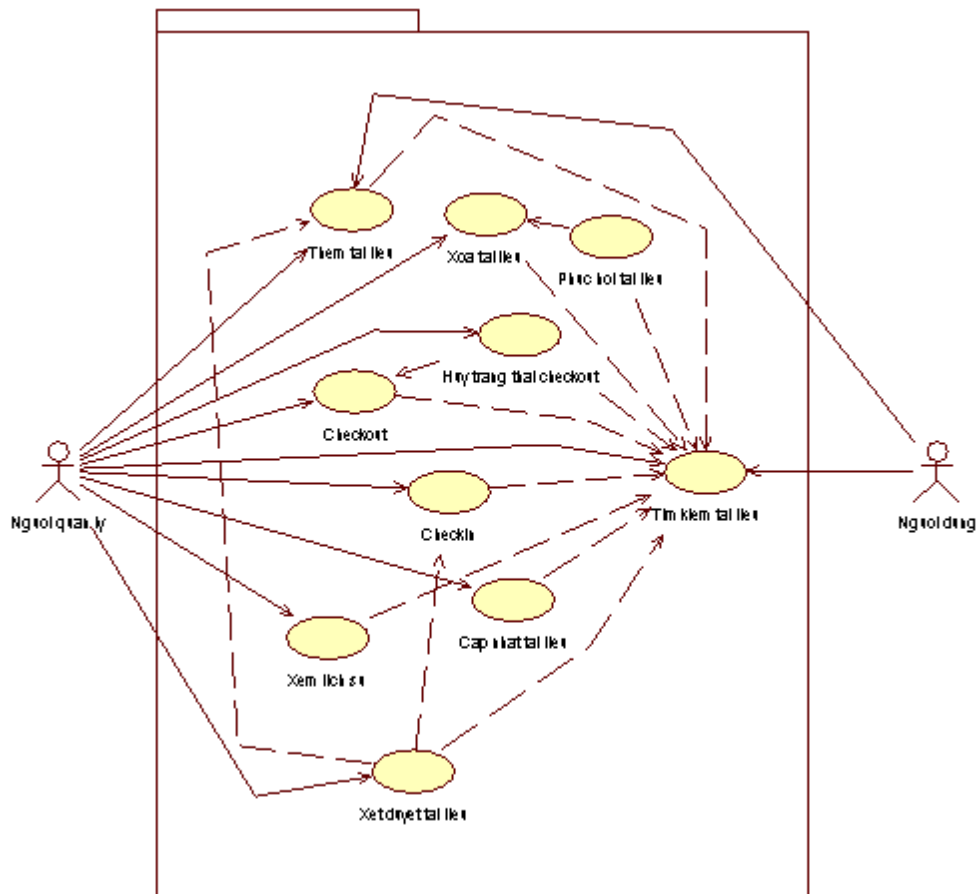 Them tai lieu
Xoa tai lieu
Phuc hoi tai lieu
Huy trang thai checkout
Checkout
Nguoi quan ly
Checkin
Tim kiem tai lieu
Nguoi dung
Cap nhat tai lieu
Xem lich su
Xet duyet tai lieu